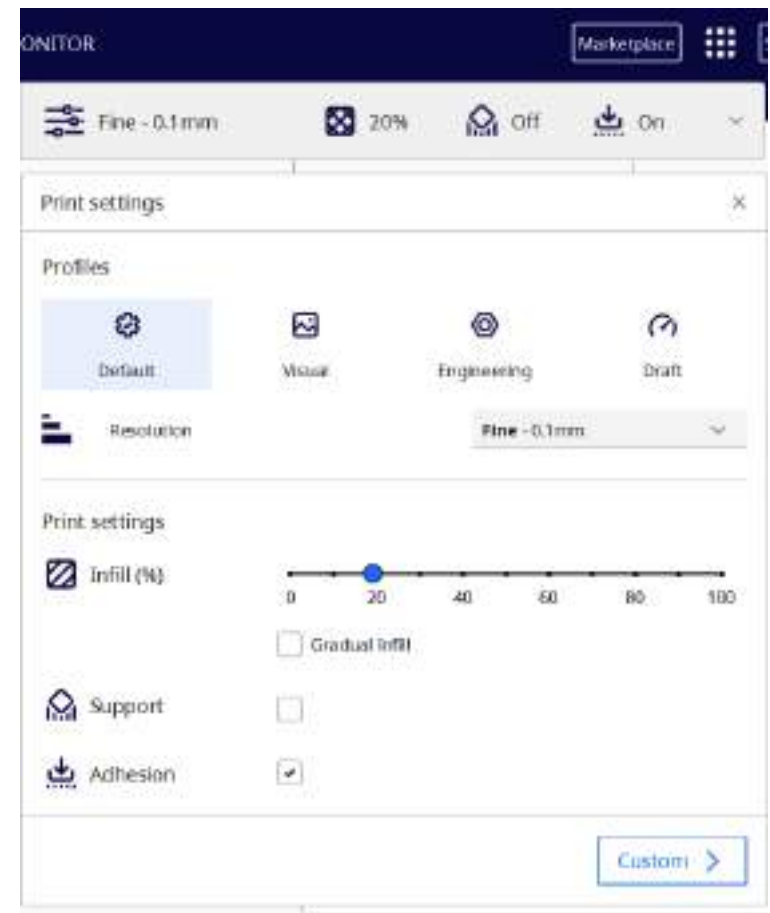 ONITOR
Marketplace
Fine - 0.1mm 20% Off On
Print settings
Profiles
Default Visual Engineering Draft
Resolution Fine - 0.1mm
Print settings
Infill (%)
0 20 40 60 80 100
Gradual infill
Support
Adhesion
Custom